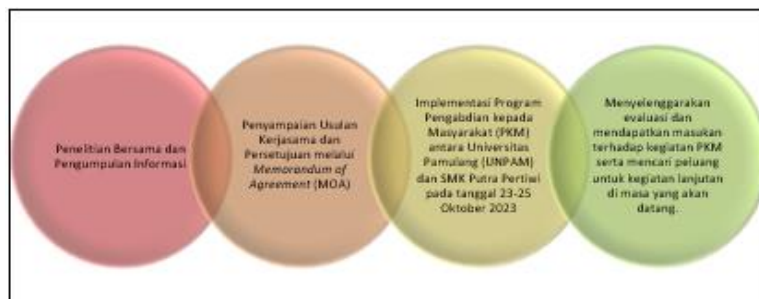 Penelitian Bersama dan
Pengumpulan Informasi
Penyampaian Usulan
Kerjasama dan
Persetujuan melalui
Memorandum of
Agreement (MOA)
Implementasi Program
Pengabdian kepada
Masyarakat (PKM)
antara Universitas
Pamulang (UNPAM)
dan SMK Putra Pertiwi
pada tanggal 23-25
Oktober 2023
Menyelenggarakan
evaluasi dan
mendapatkan masukan
terhadap kegiatan PKM
serta mencari peluang
untuk kegiatan lanjutan
di masa yang akan
datang.